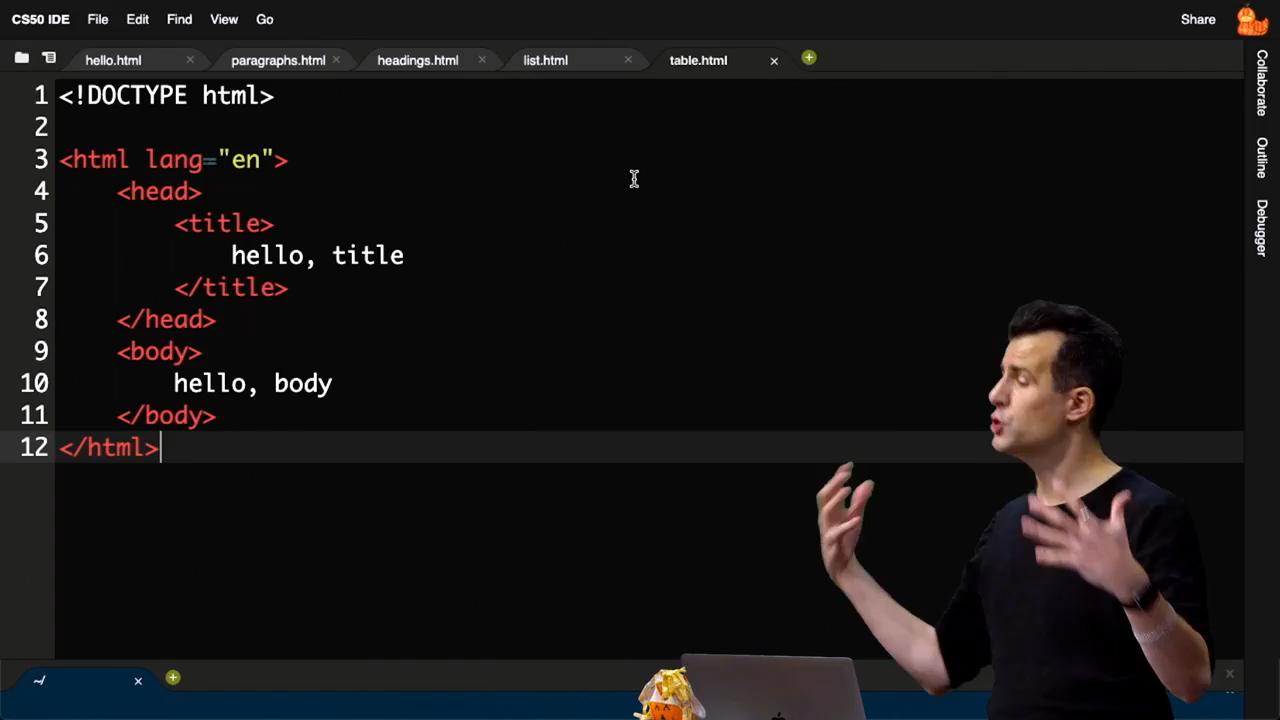 CS50 IDE File Edit Find View Go Share
hello.html paragraphs.html headings.html list.html table.html
Collaborate
Outline
Debugger
1 <!DOCTYPE html>
2
3 <html lang="en">
4     <head>
5         <title>
6             hello, title
7         </title>
8     </head>
9     <body>
10         hello, body
11     </body>
12 </html>
~/